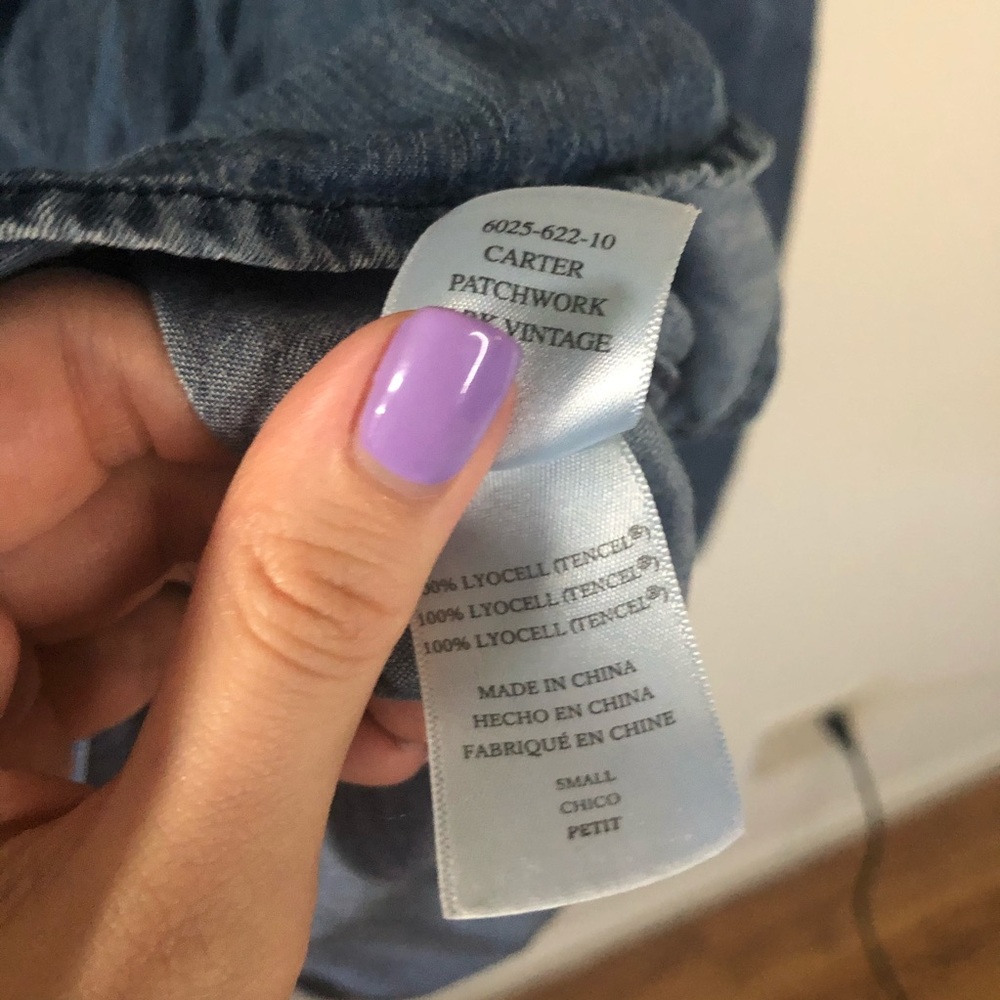 6025-622-10
CARTER
PATCHWORK
VINTAGE
LYOCELL (TENCEL®)
100% LYOCELL (TENCEL®)
100% LYOCELL (TENCEL®)
MADE IN CHINA
HECHO EN CHINA
FABRIQUÉ EN CHINE
SMALL
CHICO
PETIT